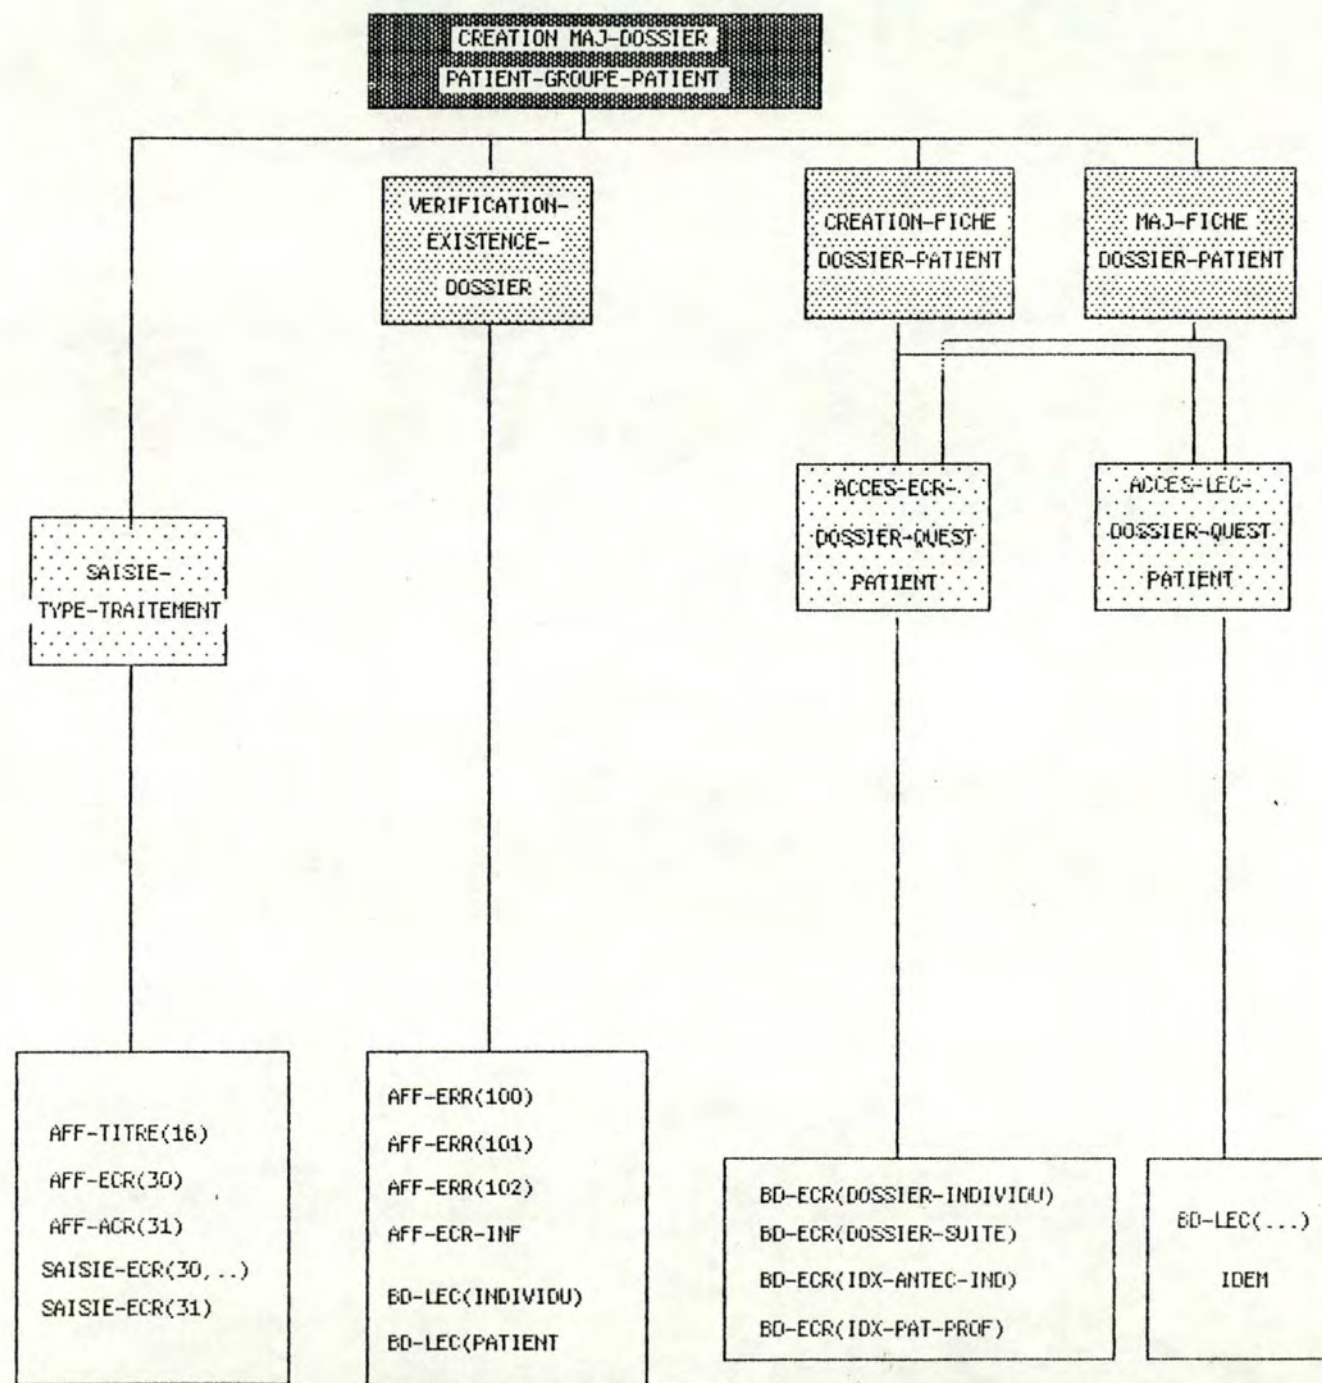 CREATION MAJ-DOSSIER
PATIENT-GROUPE-PATIENT
VERIFICATION-
EXISTENCE-
DOSSIER
CREATION-FICHE
DOSSIER-PATIENT
MAJ-FICHE
DOSSIER-PATIENT
ACCES-ECR-
DOSSIER-QUEST
PATIENT
ACCES-LEC-
DOSSIER-QUEST
PATIENT
SAISIE-
TYPE-TRAITEMENT
AFF-TITRE(16)
AFF-ECR(30)
AFF-ACR(31)
SAISIE-ECR(30,..)
SAISIE-ECR(31)
AFF-ERR(100)
AFF-ERR(101)
AFF-ERR(102)
AFF-ECR-INF
BD-LEC(INDIVIDU)
BD-LEC(PATIENT
BD-ECR(DOSSIER-INDIVIDU)
BD-ECR(DOSSIER-SUITE)
BD-ECR(IDX-ANTEC-IND)
BD-ECR(IDX-PAT-PROF)
BD-LEC(...)
IDEM